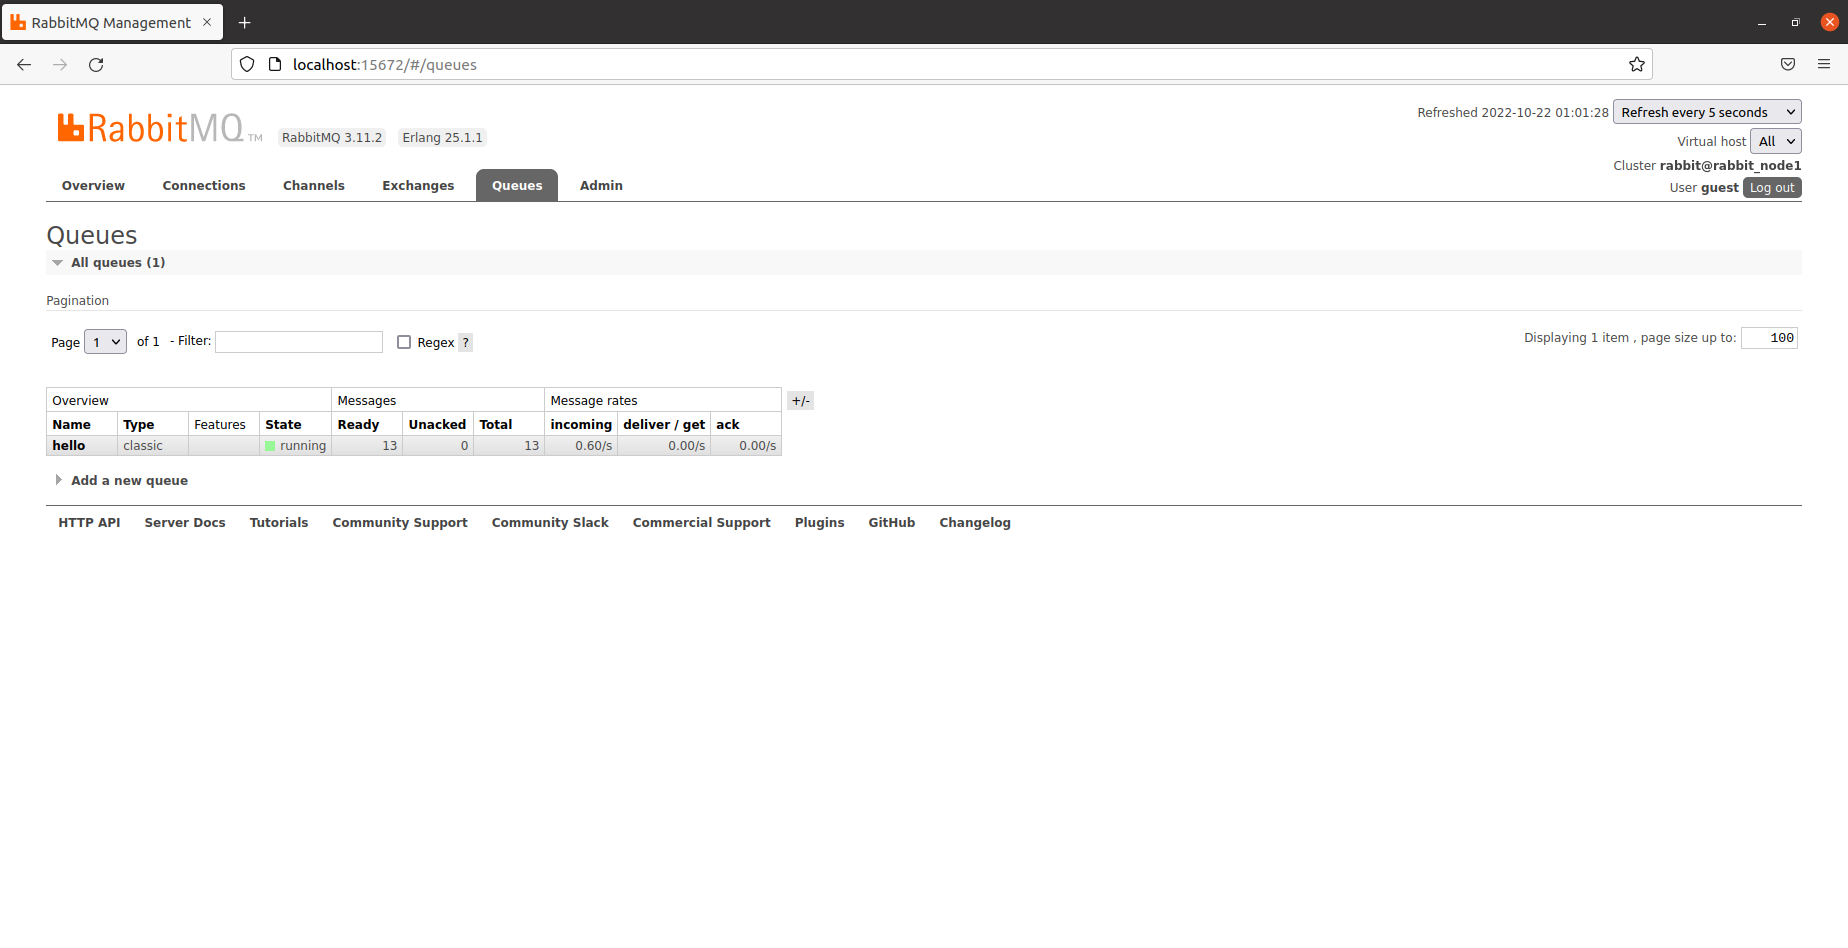 RabbitMQ Management
localhost:15672/#/queues
RabbitMQ TM RabbitMQ 3.11.2 Erlang 25.1.1
Refreshed 2022-10-22 01:01:28 Refresh every 5 seconds
Virtual host All
Cluster rabbit@rabbit_node1
User guest Log out
Overview Connections Channels Exchanges Queues Admin
Queues
All queues (1)
Pagination
Page 1 of 1 - Filter: Regex ? Displaying 1 item , page size up to: 100
Overview Messages Message rates +/-
Name Type Features State Ready Unacked Total incoming deliver / get ack
hello classic running 13 0 13 0.60/s 0.00/s 0.00/s
Add a new queue
HTTP API Server Docs Tutorials Community Support Community Slack Commercial Support Plugins GitHub Changelog